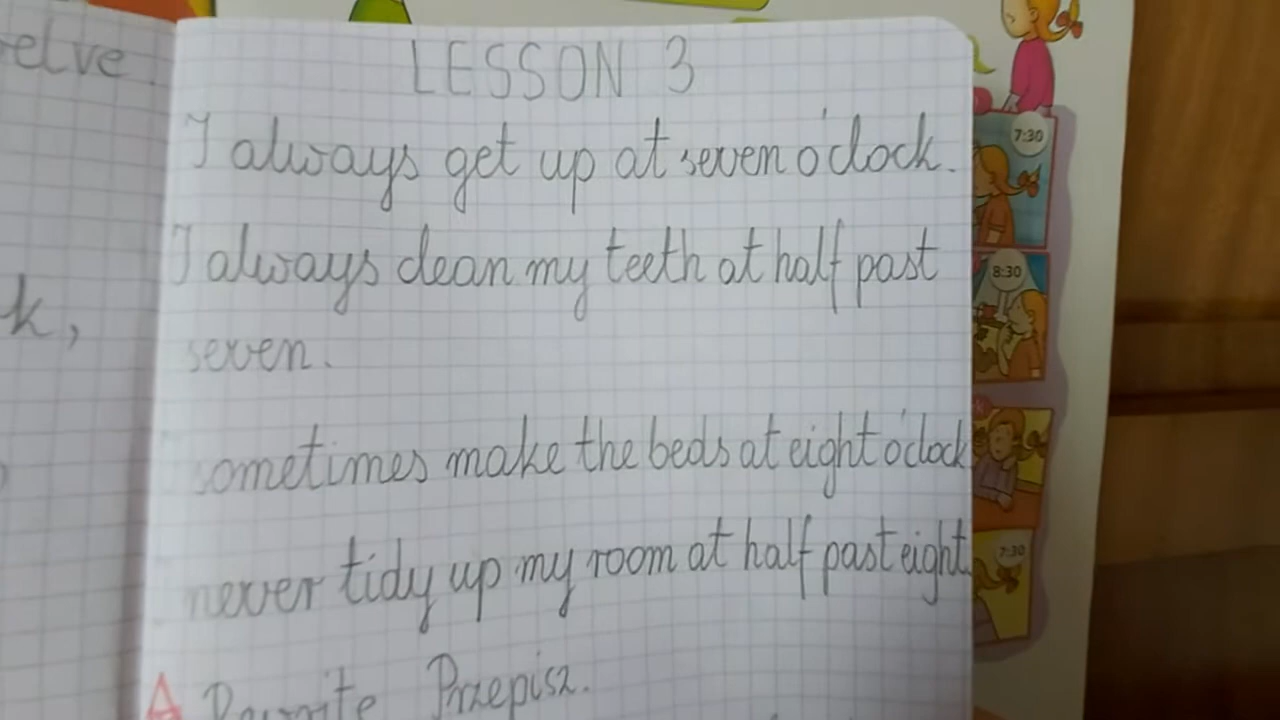 elve.
LESSON 3
I always get up at seven o'clock.
I always clean my teeth at half past
seven.
k,
sometimes make the beds at eight o'clock
never tidy up my room at half past eight.
A Przepisz.
7:30
8:30
7:30